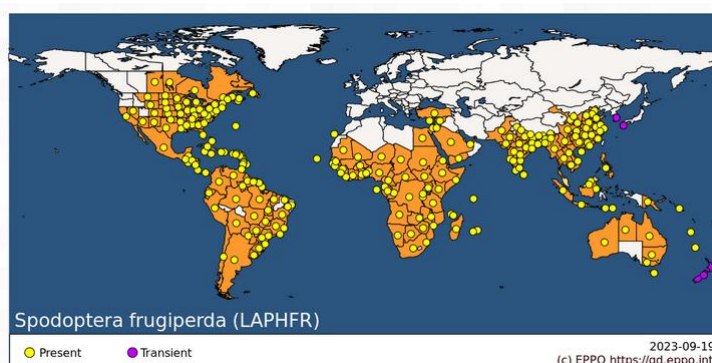 Spodoptera frugiperda (LAPHFR)
Present
Transient
2023-09-19
(c) EPPO https://gd.eppo.int